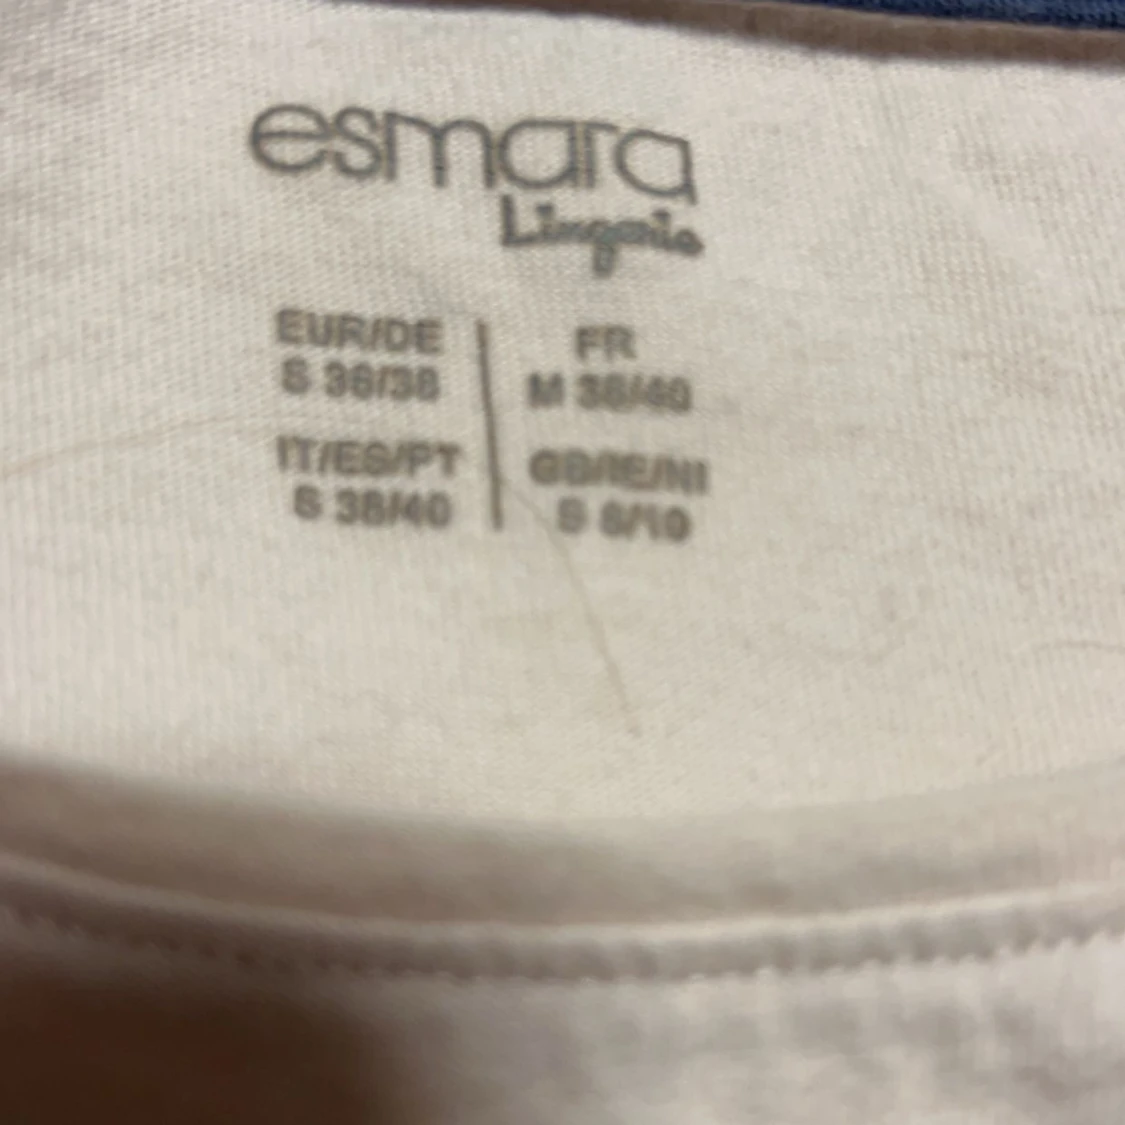 esmara
Lingerie
EUR/DE
S 36/38
FR
M 38/40
IT/ES/PT
S 38/40
GB/IE/NI
S 8/10